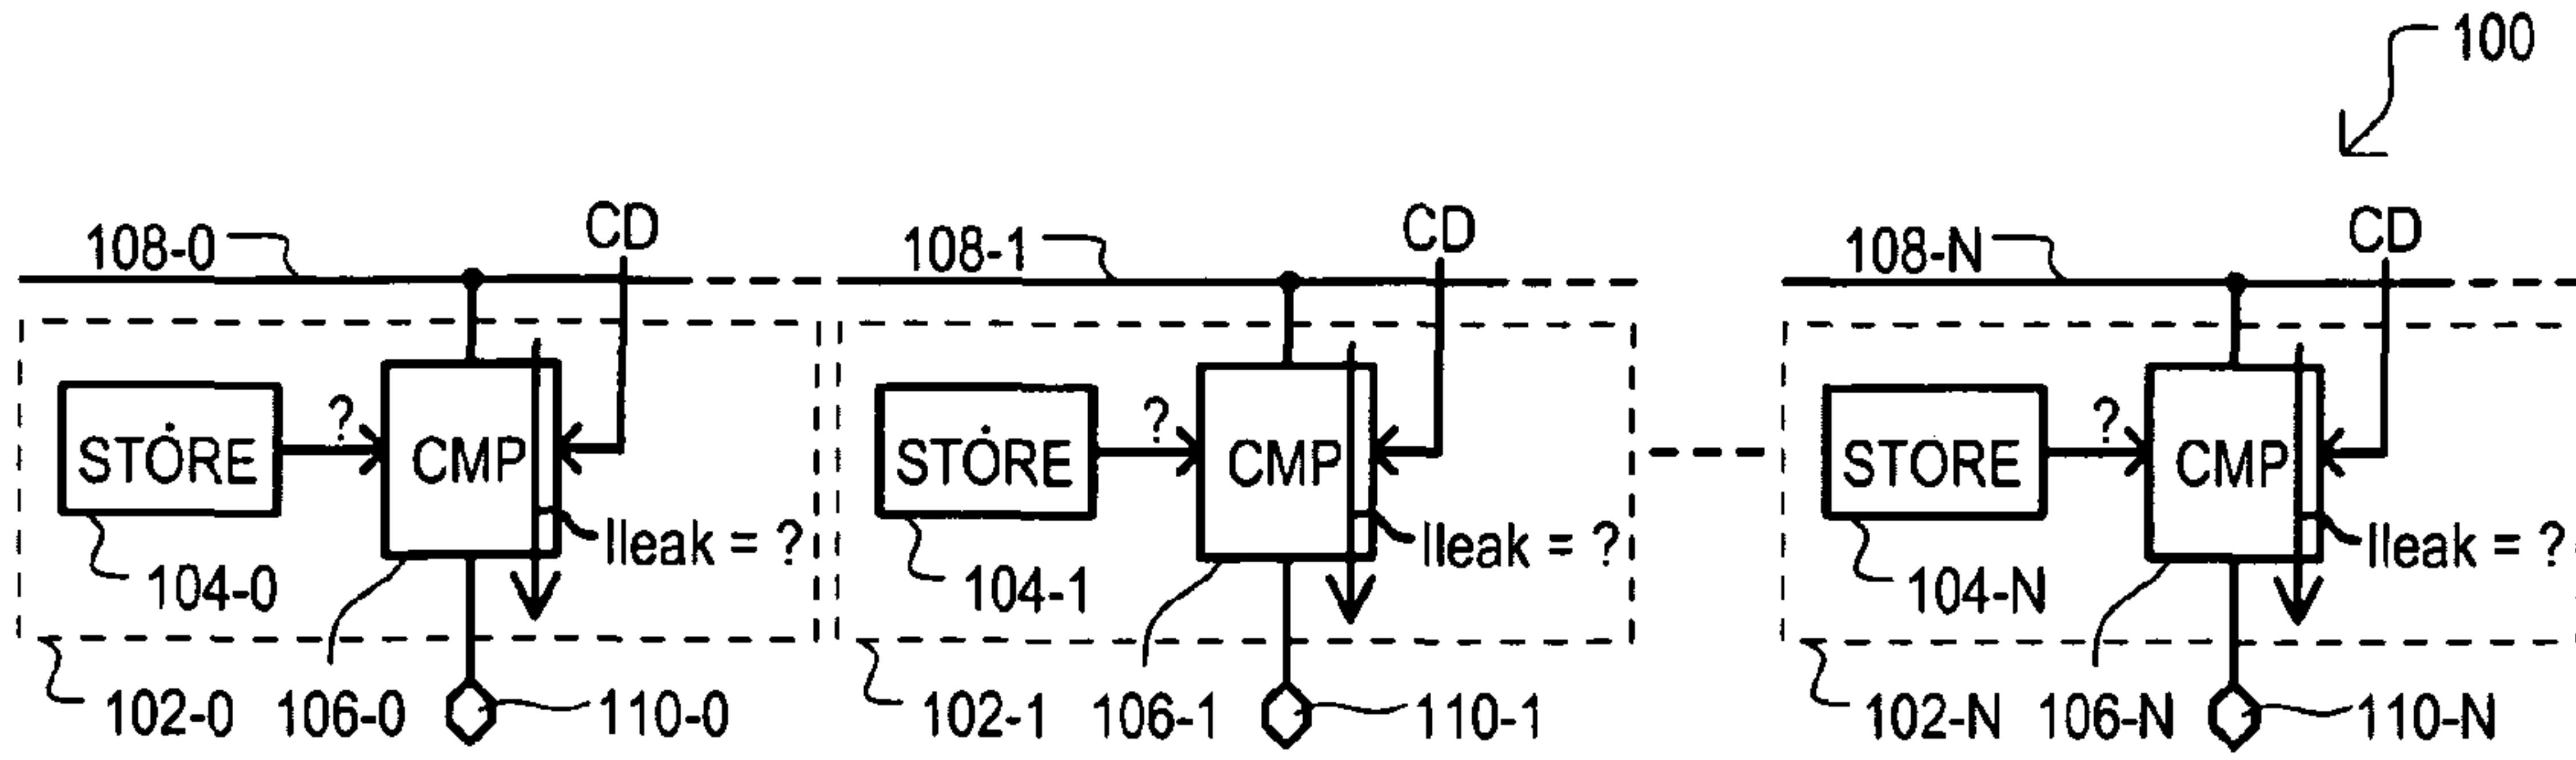 100
108-0 CD 108-1 CD 108-N CD
STORE ? CMP STORE ? CMP STORE ? CMP
Ileak = ? Ileak = ? Ileak = ?
104-0 104-1 104-N
102-0 106-0 110-0 102-1 106-1 110-1 102-N 106-N 110-N